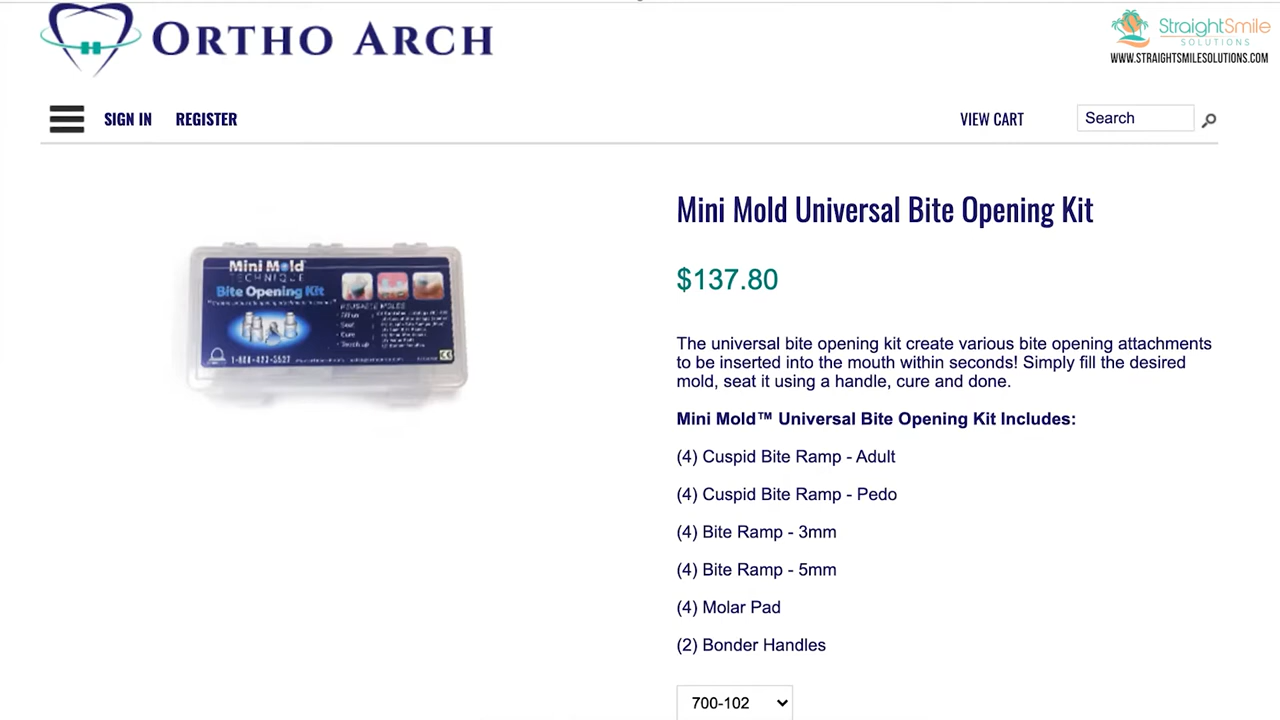 ORTHO ARCH
StraightSmile
SOLUTIONS
WWW.STRAIGHTSMILESOLUTIONS.COM
SIGN IN
REGISTER
VIEW CART
Search
Mini Mold
TECHNIQUE
Bite Opening Kit
REUSABLE MOLDS
Mini Mold Universal Bite Opening Kit
$137.80
The universal bite opening kit create various bite opening attachments
to be inserted into the mouth within seconds! Simply fill the desired
mold, seat it using a handle, cure and done.
Mini Mold™ Universal Bite Opening Kit Includes:
(4) Cuspid Bite Ramp - Adult
(4) Cuspid Bite Ramp - Pedo
(4) Bite Ramp - 3mm
(4) Bite Ramp - 5mm
(4) Molar Pad
(2) Bonder Handles
700-102